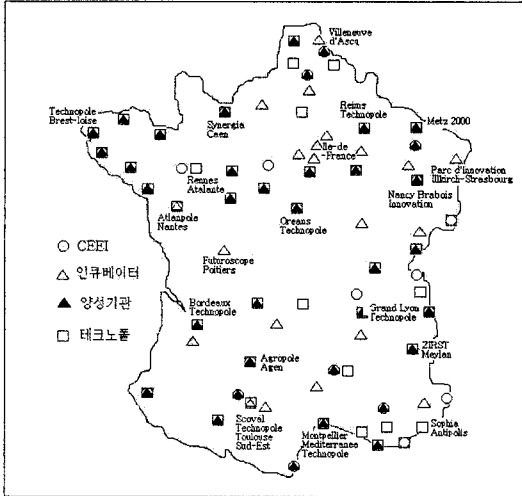 Villeneuve
d'Ascq
Technopole
Brest-loise
Synergia
Caen
Reims
Technopole
Metz 2000
Ile-de
-France
Rennes
Atalante
Parc d'Innovation
Illkirch-Strasbourg
Nancy Brabois
Innovation
Atlanpole
Nantes
Oreans
Technopole
Futuroscope
Poitiers
○ CEEI
△ 인큐베이터
▲ 양성기관
□ 테크노폴
Bordeaux
Technopole
Grand Lyon
Technopole
ZIRST
Meylan
Agropole
Agen
Scoval
Technopole
Toulouse
Sud-Est
Montpellier
Mediterranee
Technopole
Sophia
Antipolis